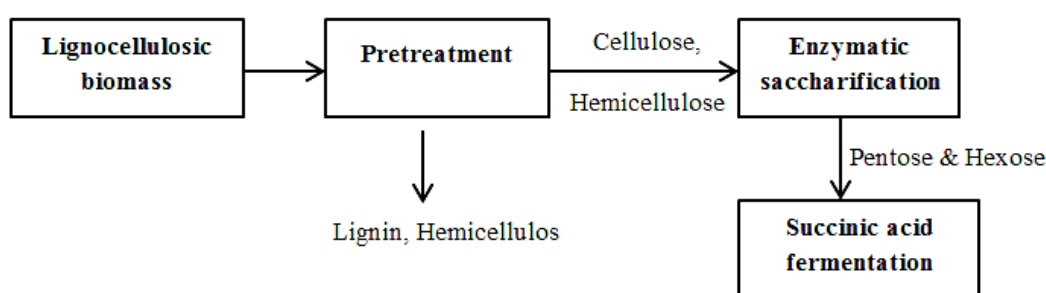 Lignocellulosic
biomass
Pretreatment
Cellulose,
Hemicellulose
Enzymatic
saccharification
Pentose & Hexose
Lignin, Hemicellulos
Succinic acid
fermentation